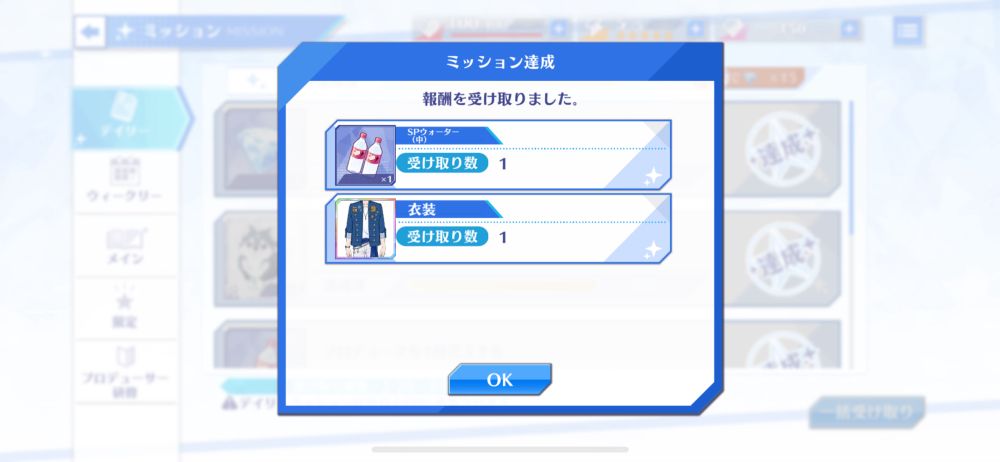 ミッション MISSION
ミッション達成
報酬を受け取りました。
SPウォーター
(中)
×1
受け取り数 1
衣装
受け取り数 1
OK
デイリー
ウィークリー
メイン
限定
プロデューサー
研修
達成
達成
達成
一括受け取り